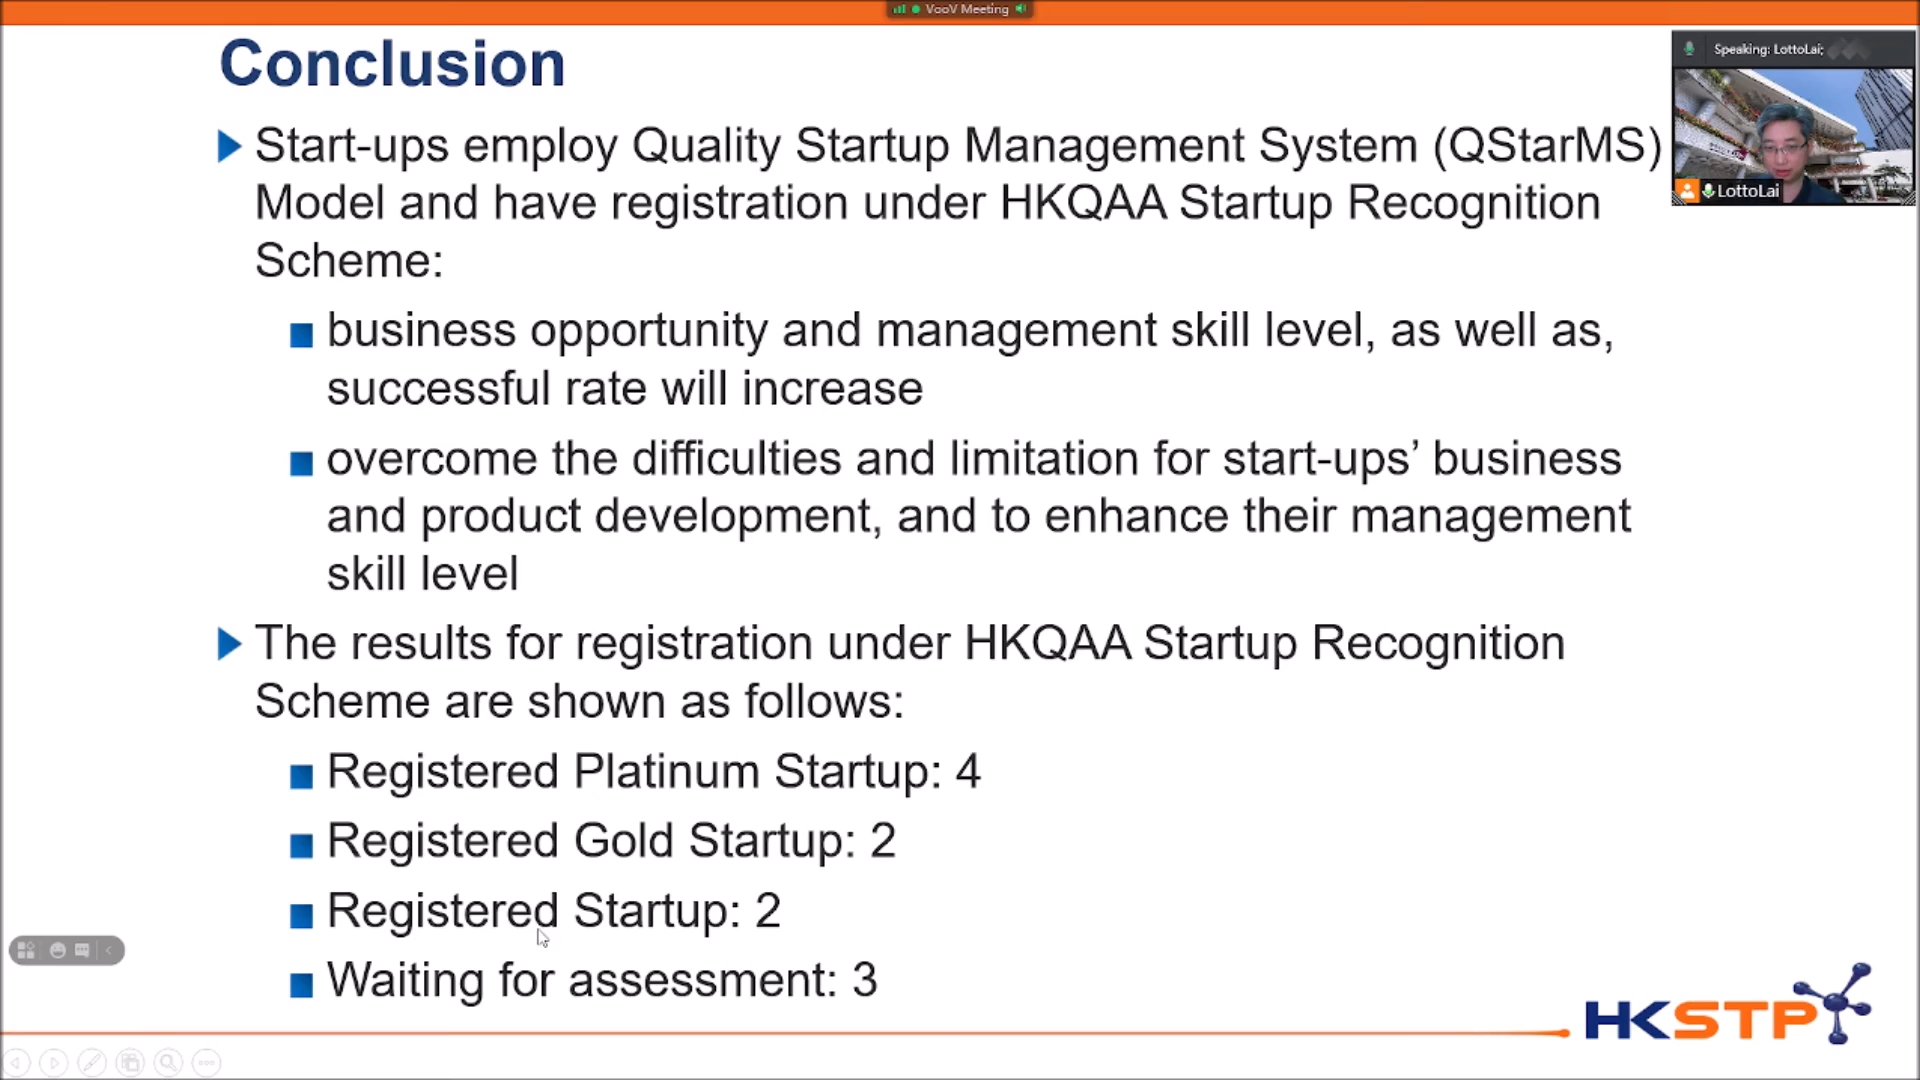 VooV Meeting
Conclusion
Speaking: LottoLai;
LottoLai
Start-ups employ Quality Startup Management System (QStarMS)
Model and have registration under HKQAA Startup Recognition
Scheme:
business opportunity and management skill level, as well as,
successful rate will increase
overcome the difficulties and limitation for start-ups’ business
and product development, and to enhance their management
skill level
The results for registration under HKQAA Startup Recognition
Scheme are shown as follows:
Registered Platinum Startup: 4
Registered Gold Startup: 2
Registered Startup: 2
Waiting for assessment: 3
HKSTP